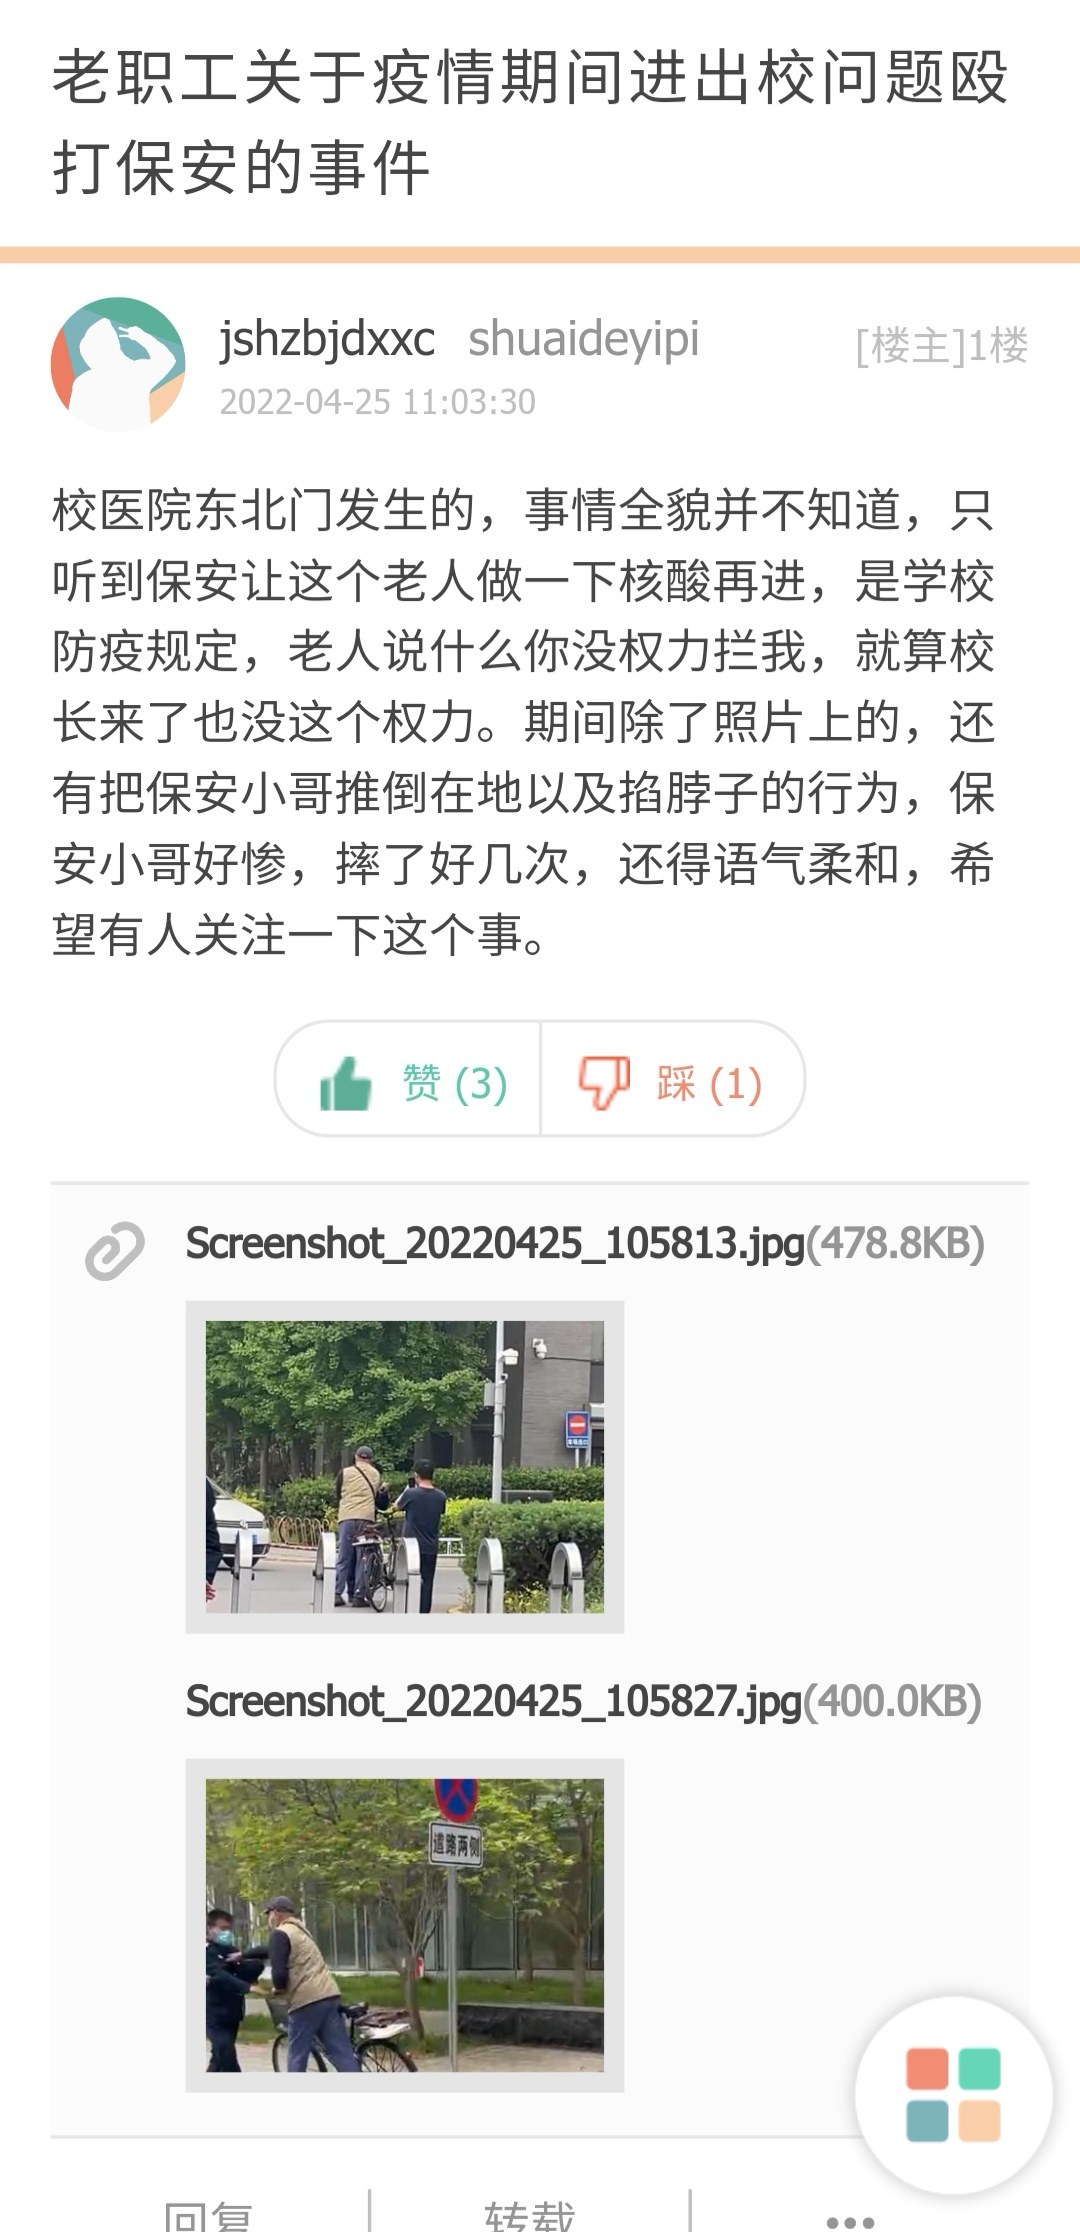 老职工关于疫情期间进出校问题殴
打保安的事件
jshzbjdxxc shuaideyipi
[楼主]1楼
2022-04-25 11:03:30
校医院东北门发生的，事情全貌并不知道，只
听到保安让这个老人做一下核酸再进，是学校
防疫规定，老人说什么你没权力拦我，就算校
长来了也没这个权力。期间除了照片上的，还
有把保安小哥推倒在地以及掐脖子的行为，保
安小哥好惨，摔了好几次，还得语气柔和，希
望有人关注一下这个事。
赞 (3)
踩 (1)
Screenshot_20220425_105813.jpg(478.8KB)
Screenshot_20220425_105827.jpg(400.0KB)
道路两侧
回复
转载